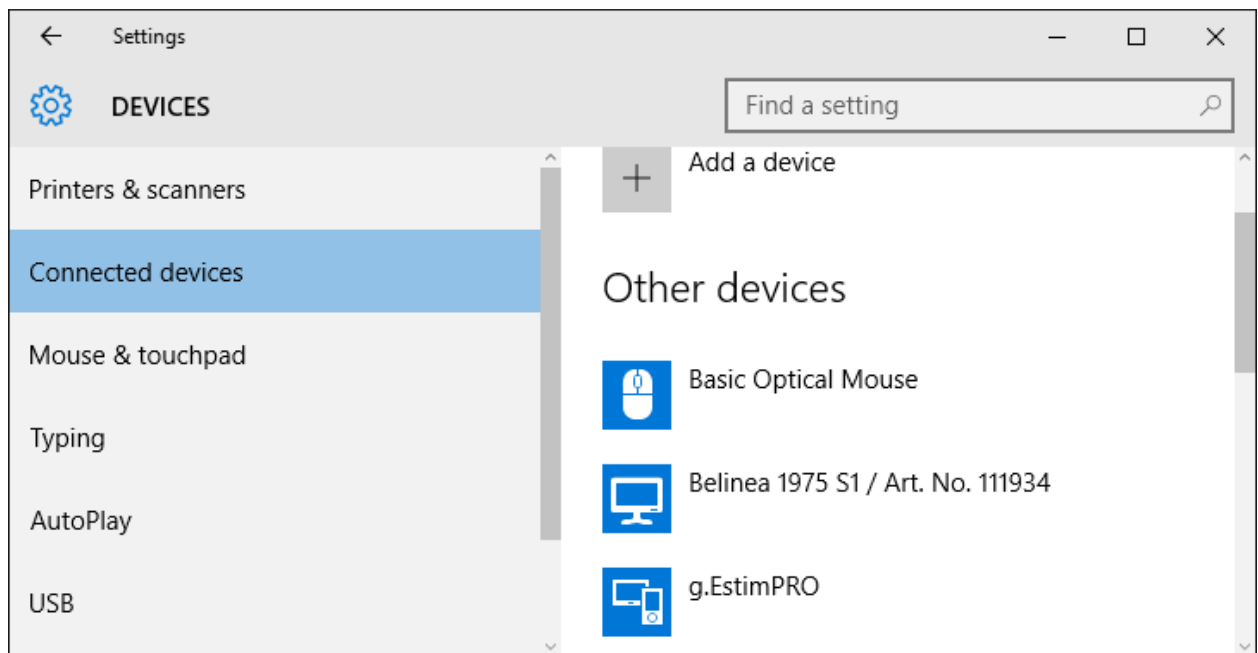 Settings
DEVICES
Find a setting
Printers & scanners
Connected devices
Mouse & touchpad
Typing
AutoPlay
USB
Add a device
Other devices
Basic Optical Mouse
Belinea 1975 S1 / Art. No. 111934
g.EstimPRO